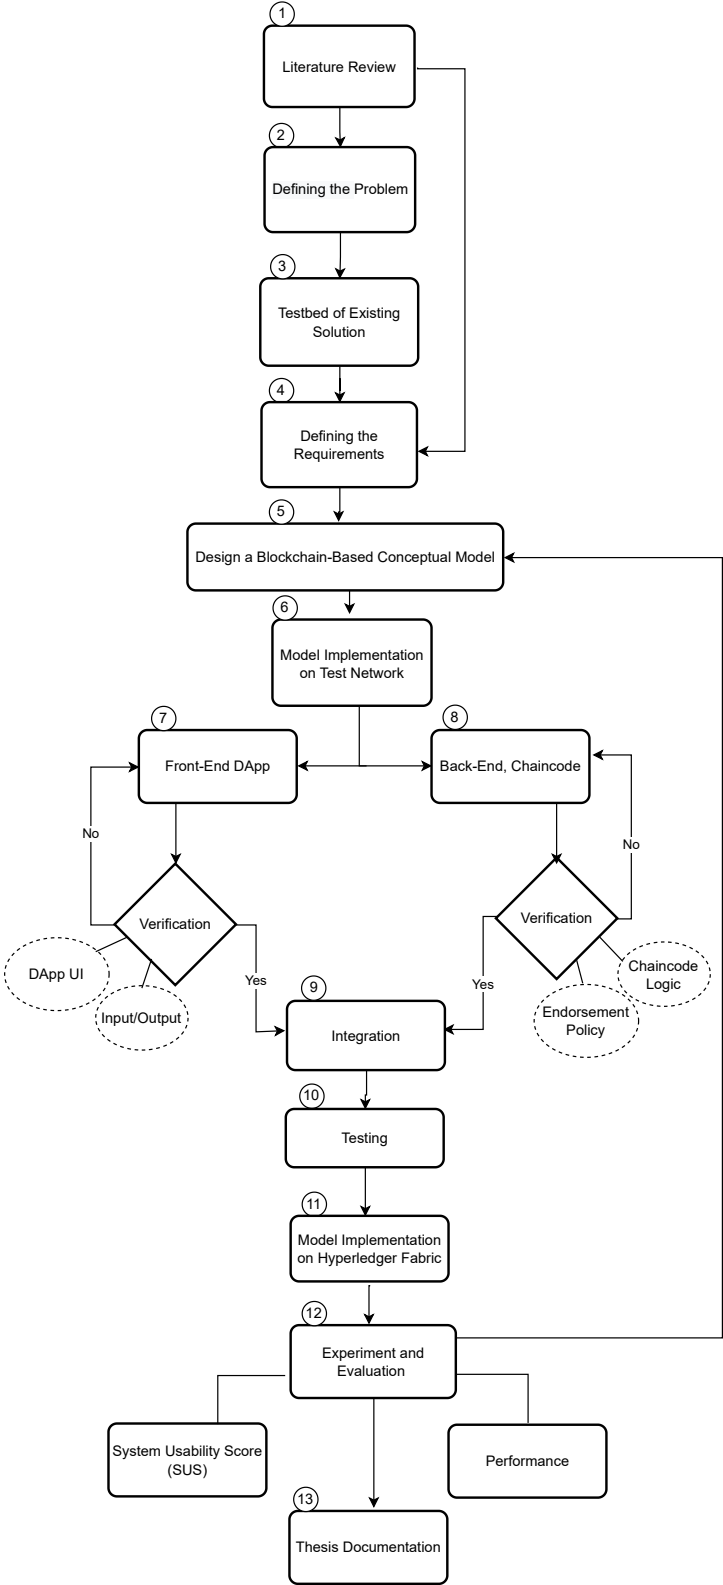 1
Literature Review
2
Defining the Problem
3
Testbed of Existing
Solution
4
Defining the
Requirements
5
Design a Blockchain-Based Conceptual Model
6
Model Implementation
on Test Network
7
Front-End DApp
8
Back-End, Chaincode
No
No
Verification
Verification
DApp UI
Input/Output
Chaincode
Logic
Endorsement
Policy
Yes
Yes
9
Integration
10
Testing
11
Model Implementation
on Hyperledger Fabric
12
Experiment and
Evaluation
System Usability Score
(SUS)
Performance
13
Thesis Documentation